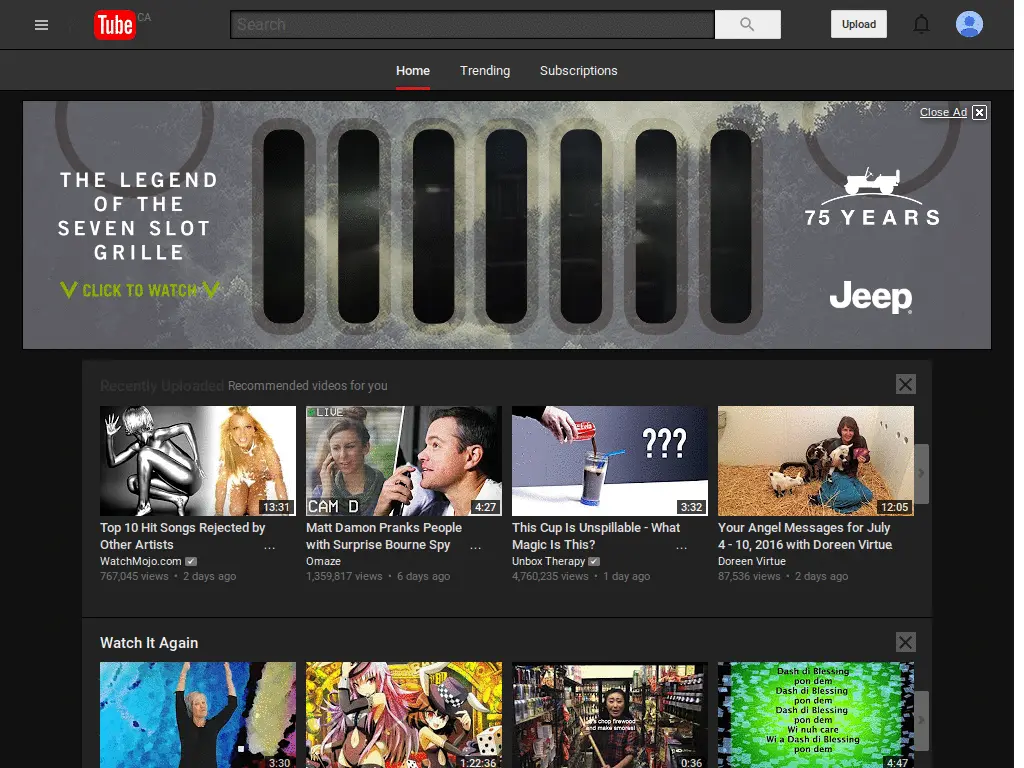 Tube CA
Search
Upload
Home Trending Subscriptions
Close Ad
THE LEGEND
OF THE
SEVEN SLOT
GRILLE
CLICK TO WATCH
75 YEARS
Jeep
Recently Uploaded Recommended videos for you
LIVE
CAM D
???
13:31
4:27
3:32
12:05
Top 10 Hit Songs Rejected by
Other Artists ...
WatchMojo.com
767,045 views • 2 days ago
Matt Damon Pranks People
with Surprise Bourne Spy ...
Omaze
1,359,817 views • 6 days ago
This Cup Is Unspillable - What
Magic Is This? ...
Unbox Therapy
4,760,235 views • 1 day ago
Your Angel Messages for July
4 - 10, 2016 with Doreen Virtue
Doreen Virtue
87,536 views • 2 days ago
Watch It Again
3:30
1:22:36
Let's chop firewood
and make smores!
0:36
Dash di Blessing
pon dem
Dash di Blessing
pon dem
Dash di Blessing
pon dem
Wi nuh care
Wi a Dash di Blessing
pon dem
4:47